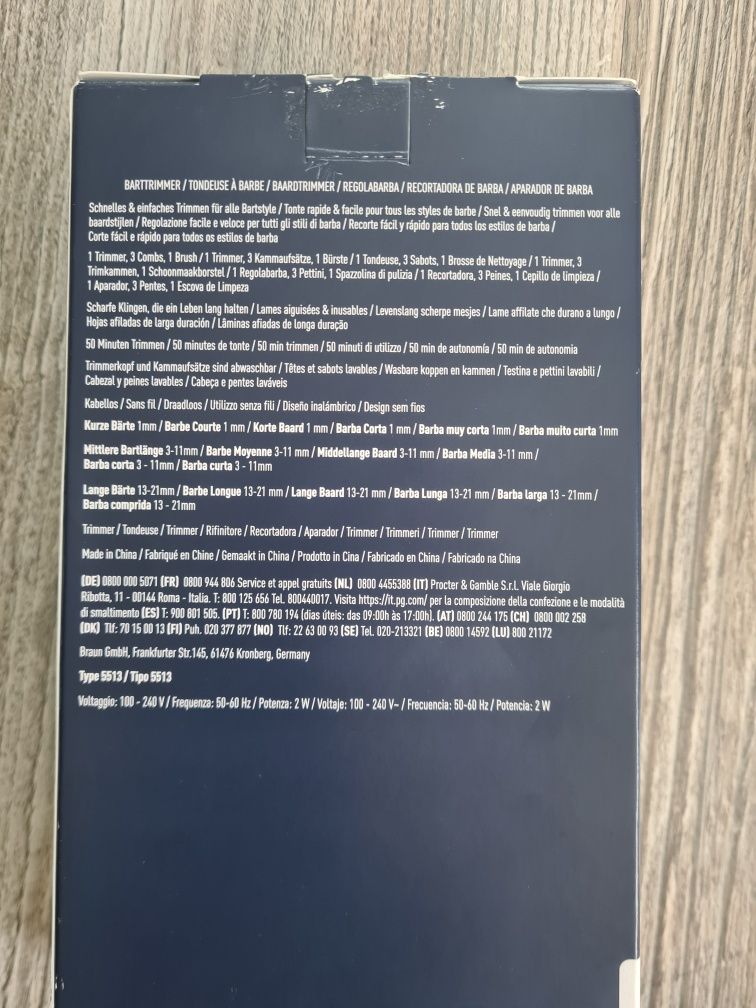 BARTTRIMMER / TONDEUSE À BARBE / BAARDTRIMMER / REGOLABARBA / RECORTADORA DE BARBA / APARADOR DE BARBA
Schnelles & einfaches Trimmen für alle Bartstyle / Tonte rapide & facile pour tous les styles de barbe / Snel & eenvoudig trimmen voor alle
baardstijlen / Regolazione facile e veloce per tutti gli stili di barba / Recorte fácil y rápido para todos los estilos de barba /
Corte fácil e rápido para todos os estilos de barba
1 Trimmer, 3 Combs, 1 Brush / 1 Trimmer, 3 Kammaufsätze, 1 Bürste / 1 Tondeuse, 3 Sabots, 1 Brosse de Nettoyage / 1 Trimmer, 3
Trimkammen, 1 Schoonmaakborstel / 1 Regolabarba, 3 Pettini, 1 Spazzolina di pulizia / 1 Recortadora, 3 Peines, 1 Cepillo de limpieza /
1 Aparador, 3 Pentes, 1 Escova de Limpeza
Scharfe Klingen, die ein Leben lang halten / Lames aiguisées & inusables / Levenslang scherpe mesjes / Lame affilate che durano a lungo /
Hojas afiladas de larga duración / Lâminas afiadas de longa duração
50 Minuten Trimmen / 50 minutes de tonte / 50 min trimmen / 50 minuti di utilizzo / 50 min de autonomía / 50 min de autonomia
Trimmerkopf und Kammaufsätze sind abwaschbar / Têtes et sabots lavables / Wasbare koppen en kammen / Testina e pettini lavabili /
Cabezal y peines lavables / Cabeça e pentes laváveis
Kabellos / Sans fil / Draadloos / Utilizzo senza fili / Diseño inalámbrico / Design sem fios
Kurze Bärte 1mm / Barbe Courte 1 mm / Korte Baard 1 mm / Barba Corta 1 mm / Barba muy corta 1mm / Barba muito curta 1mm
Mittlere Bartlänge 3-11mm / Barbe Moyenne 3-11 mm / Middellange Baard 3-11 mm / Barba Media 3-11 mm /
Barba corta 3 - 11mm / Barba curta 3 - 11mm
Lange Bärte 13-21mm / Barbe Longue 13-21 mm / Lange Baard 13-21 mm / Barba Lunga 13-21 mm / Barba larga 13 - 21mm /
Barba comprida 13 - 21mm
Trimmer / Tondeuse / Trimmer / Rifinitore / Recortadora / Aparador / Trimmer / Trimmeri / Trimmer / Trimmer
Made in China / Fabriqué en Chine / Gemaakt in China / Prodotto in Cina / Fabricado en China / Fabricado na China
(DE) 0800 000 5071 (FR) 0800 944 806 Service et appel gratuits (NL) 0800 4455388 (IT) Procter & Gamble S.r.l. Viale Giorgio
Ribotta, 11 - 00144 Roma - Italia. T: 800 125 656 Tel. 800440017. Visita https://it.pg.com/ per la composizione della confezione e le modalità
di smaltimento (ES) T: 900 801 505. (PT) T: 800 780 194 (dias úteis: das 09:00h às 17:00h). (AT) 0800 244 175 (CH) 0800 002 258
(DK) Tlf: 70 15 00 13 (FI) Puh. 020 377 877 (NO) Tlf: 22 63 00 93 (SE) Tel. 020-213321 (BE) 0800 14592 (LU) 800 21172
Braun GmbH, Frankfurter Str.145, 61476 Kronberg, Germany
Type 5513 / Tipo 5513
Voltaggio: 100 - 240 V / Frequenza: 50-60 Hz / Potenza: 2 W / Voltaje: 100 - 240 V~ / Frecuencia: 50-60 Hz / Potencia: 2 W